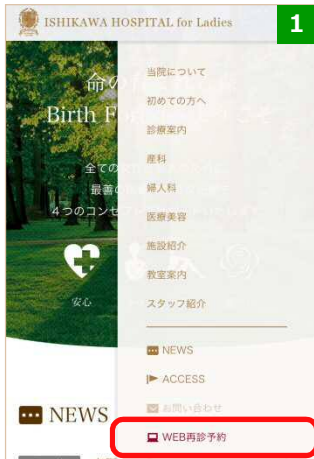 ISHIKAWA HOSPITAL for Ladies
1
当院について
初めての方へ
診療案内
産科
婦人科
医療美容
施設紹介
教室案内
スタッフ紹介
NEWS
ACCESS
お問い合わせ
WEB再診予約
命の
Birth F
全ての
最善の
4つのコンセプ
安心
NEWS